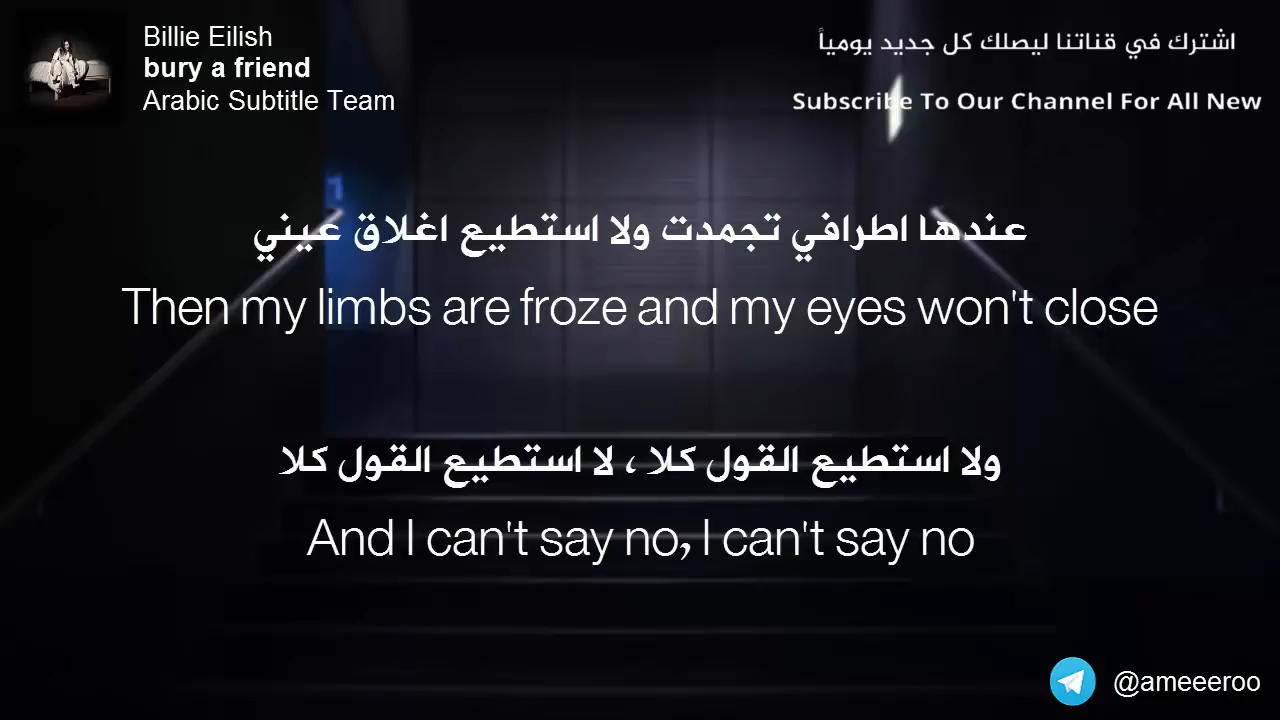 Billie Eilish
bury a friend
Arabic Subtitle Team
اشترك في قناتنا ليصلك كل جديد يومياً
Subscribe To Our Channel For All New
عندها اطرافي تجمدت ولا استطيع اغلاق عيني
Then my limbs are froze and my eyes won't close
ولا استطيع القول كلا ، لا استطيع القول كلا
And I can't say no, I can't say no
@ameeeroo